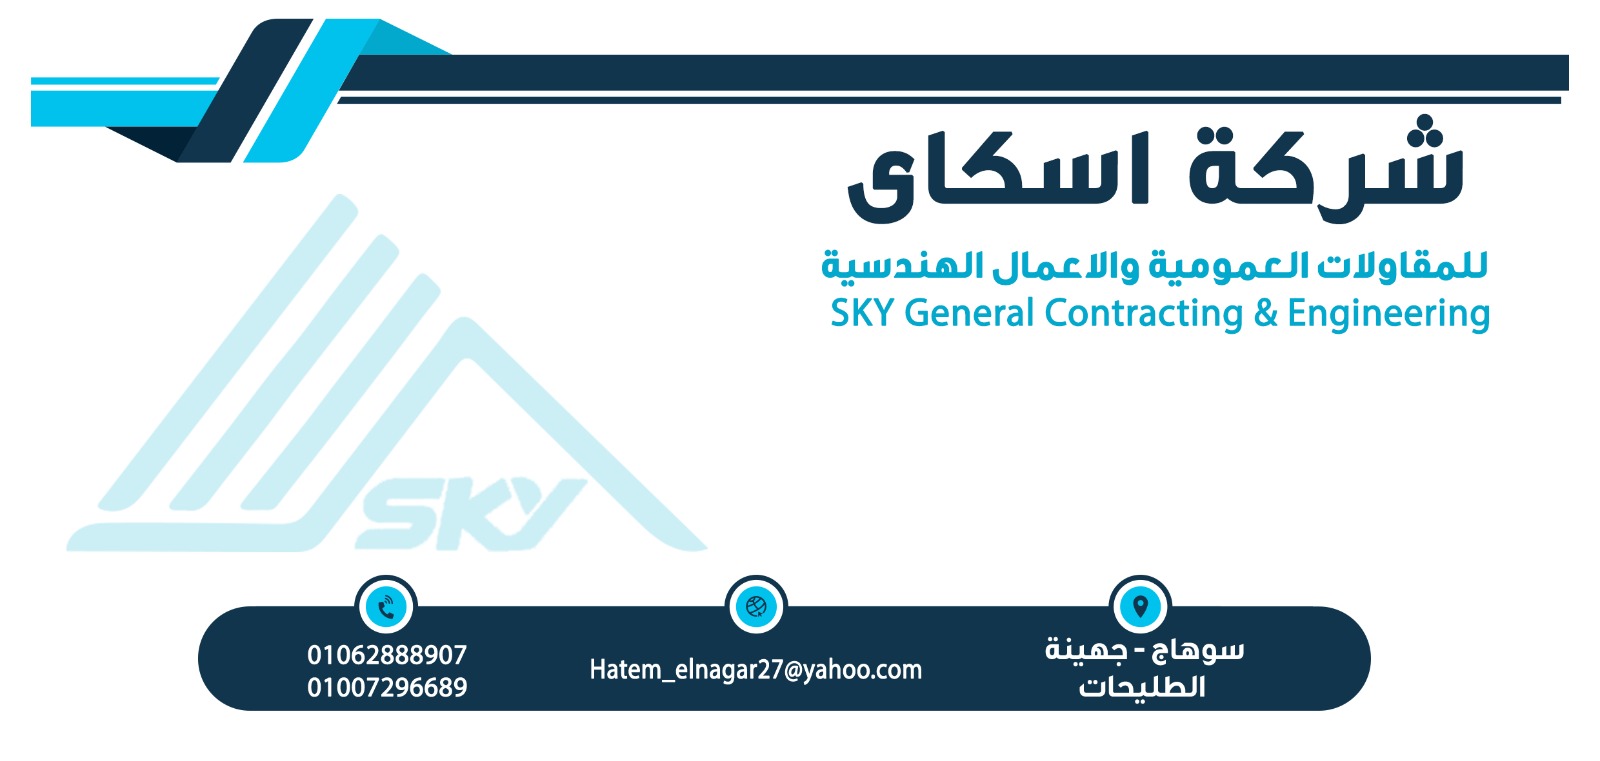 شركة اسكاى
للمقاولات العمومية والاعمال الهندسية
SKY General Contracting & Engineering
SKY
01062888907
01007296689
Hatem_elnagar27@yahoo.com
سوهاج - جهينة
الطليحات